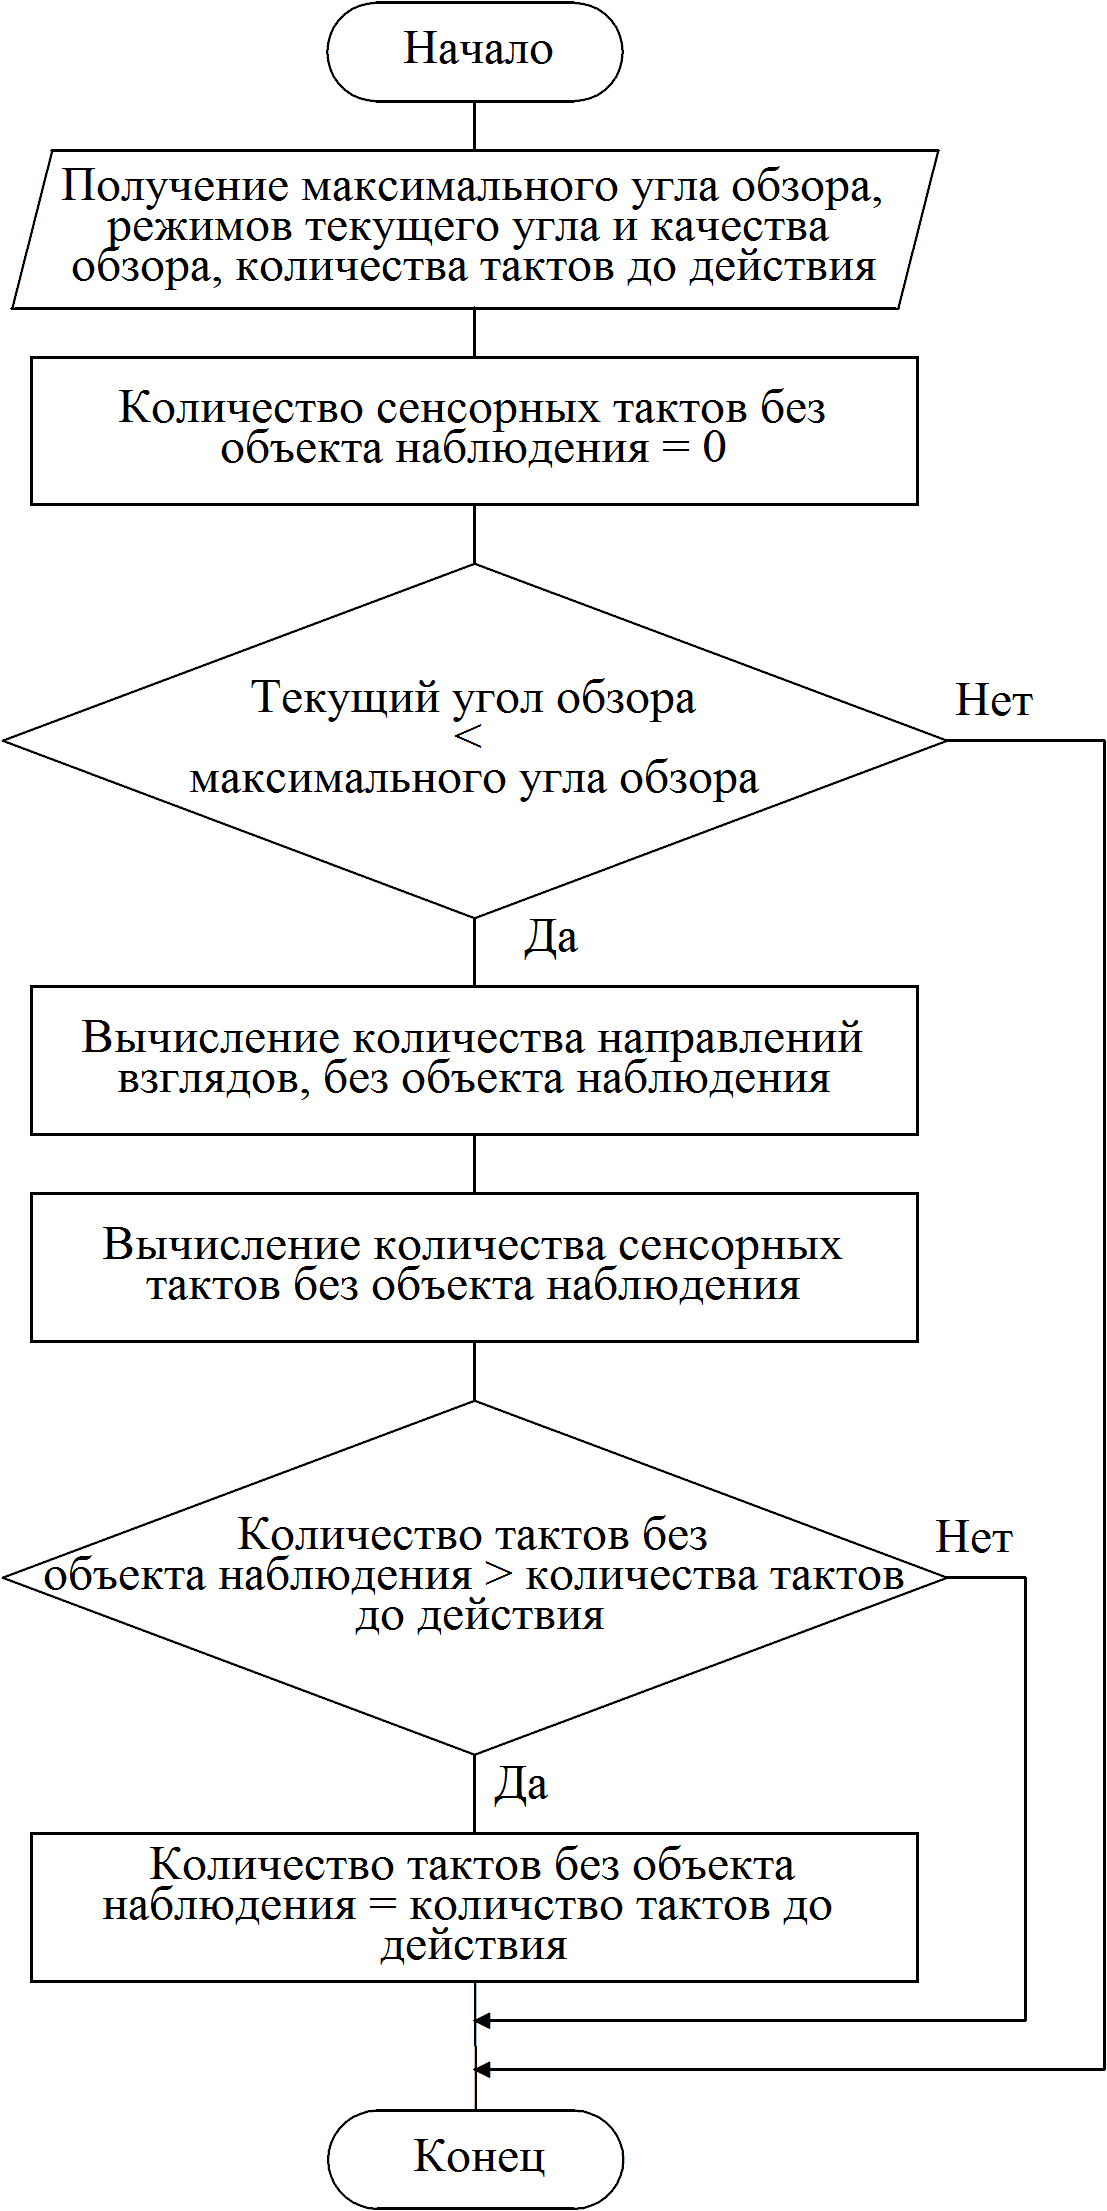 Начало
Получение максимального угла обзора,
режимов текущего угла и качества
обзора, количества тактов до действия
Количество сенсорных тактов без
объекта наблюдения = 0
Текущий угол обзора
<
максимального угла обзора
Нет
Да
Вычисление количества направлений
взглядов, без объекта наблюдения
Вычисление количества сенсорных
тактов без объекта наблюдения
Количество тактов без
объекта наблюдения > количества тактов
до действия
Нет
Да
Количество тактов без объекта
наблюдения = количство тактов до
действия
Конец